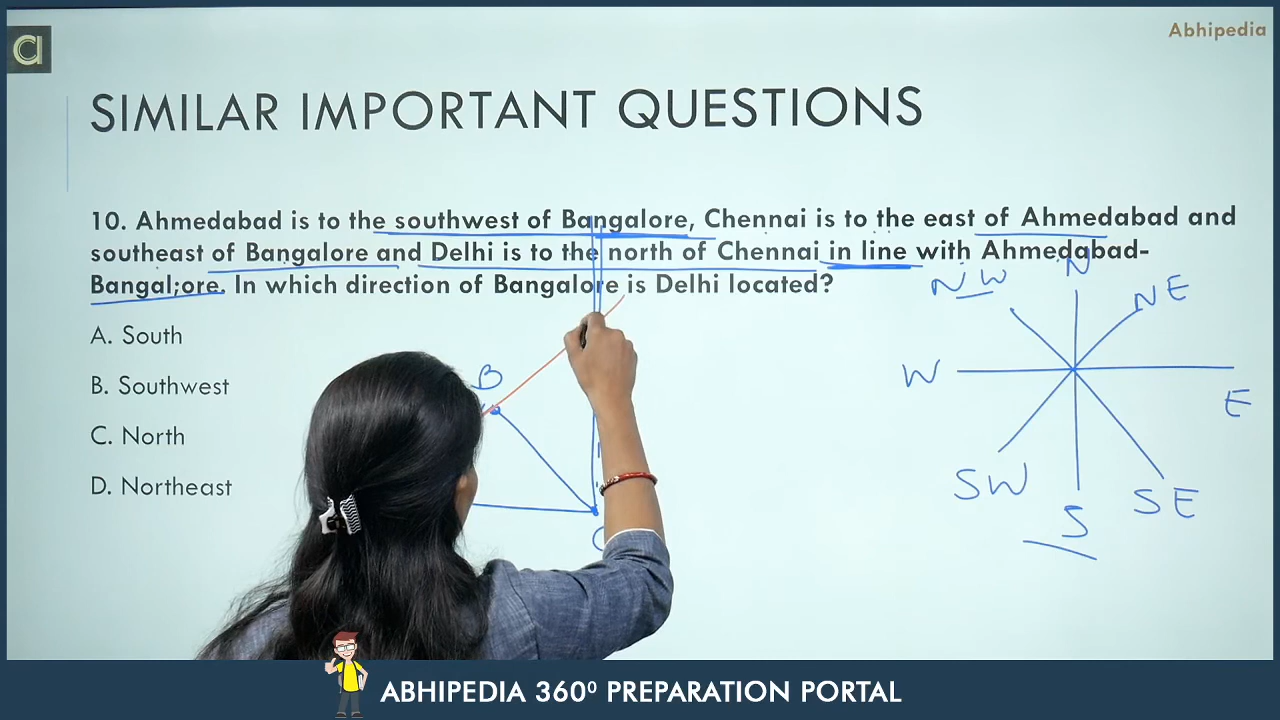 Abhipedia
a
SIMILAR IMPORTANT QUESTIONS
10. Ahmedabad is to the southwest of Bangalore, Chennai is to the east of Ahmedabad and
southeast of Bangalore and Delhi is to the north of Chennai in line with Ahmedabad-
Bangal;ore. In which direction of Bangalore is Delhi located?
A. South
B. Southwest
C. North
D. Northeast
B
C
N
NW
NE
W
E
SW
S
SE
ABHIPEDIA 360⁰ PREPARATION PORTAL